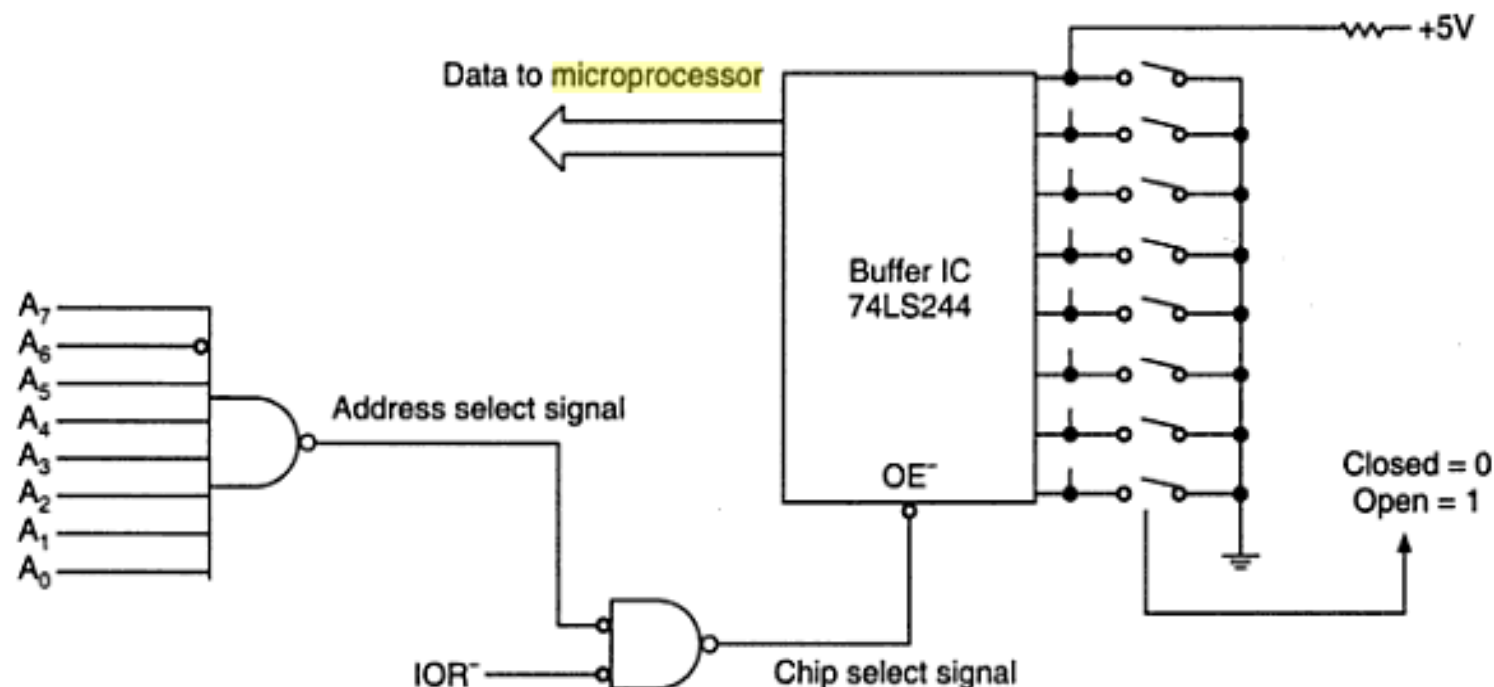 +5V
Data to microprocessor
Buffer IC
74LS244
A₇
A₆
A₅
A₄
A₃
A₂
A₁
A₀
Address select signal
OE⁻
Closed = 0
Open = 1
IOR⁻
Chip select signal